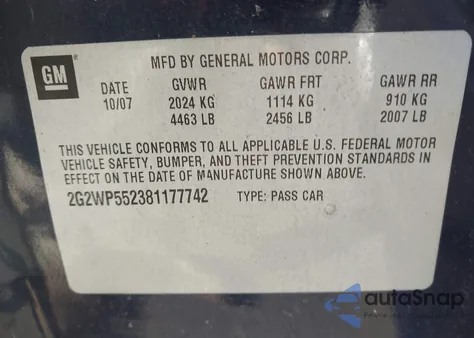 GM
MFD BY GENERAL MOTORS CORP.
DATE GVWR GAWR FRT GAWR RR
10/07 2024 KG 1114 KG 910 KG
4463 LB 2456 LB 2007 LB
THIS VEHICLE CONFORMS TO ALL APPLICABLE U.S. FEDERAL MOTOR
VEHICLE SAFETY, BUMPER, AND THEFT PREVENTION STANDARDS IN
EFFECT ON THE DATE OF MANUFACTURE SHOWN ABOVE.
2G2WP552381177742 TYPE: PASS CAR
autoSnap